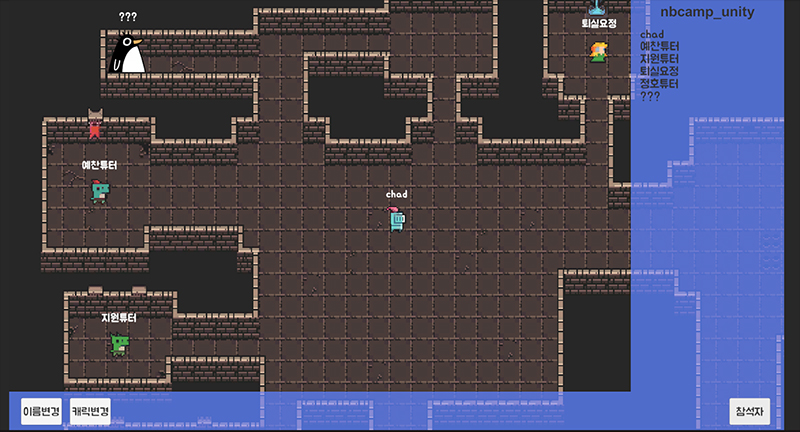 ???
퇴실요정
nbcamp_unity
chad
예찬튜터
지원튜터
퇴실요정
정호튜터
???
예찬튜터
chad
지원튜터
이름변경
캐릭변경
참석자